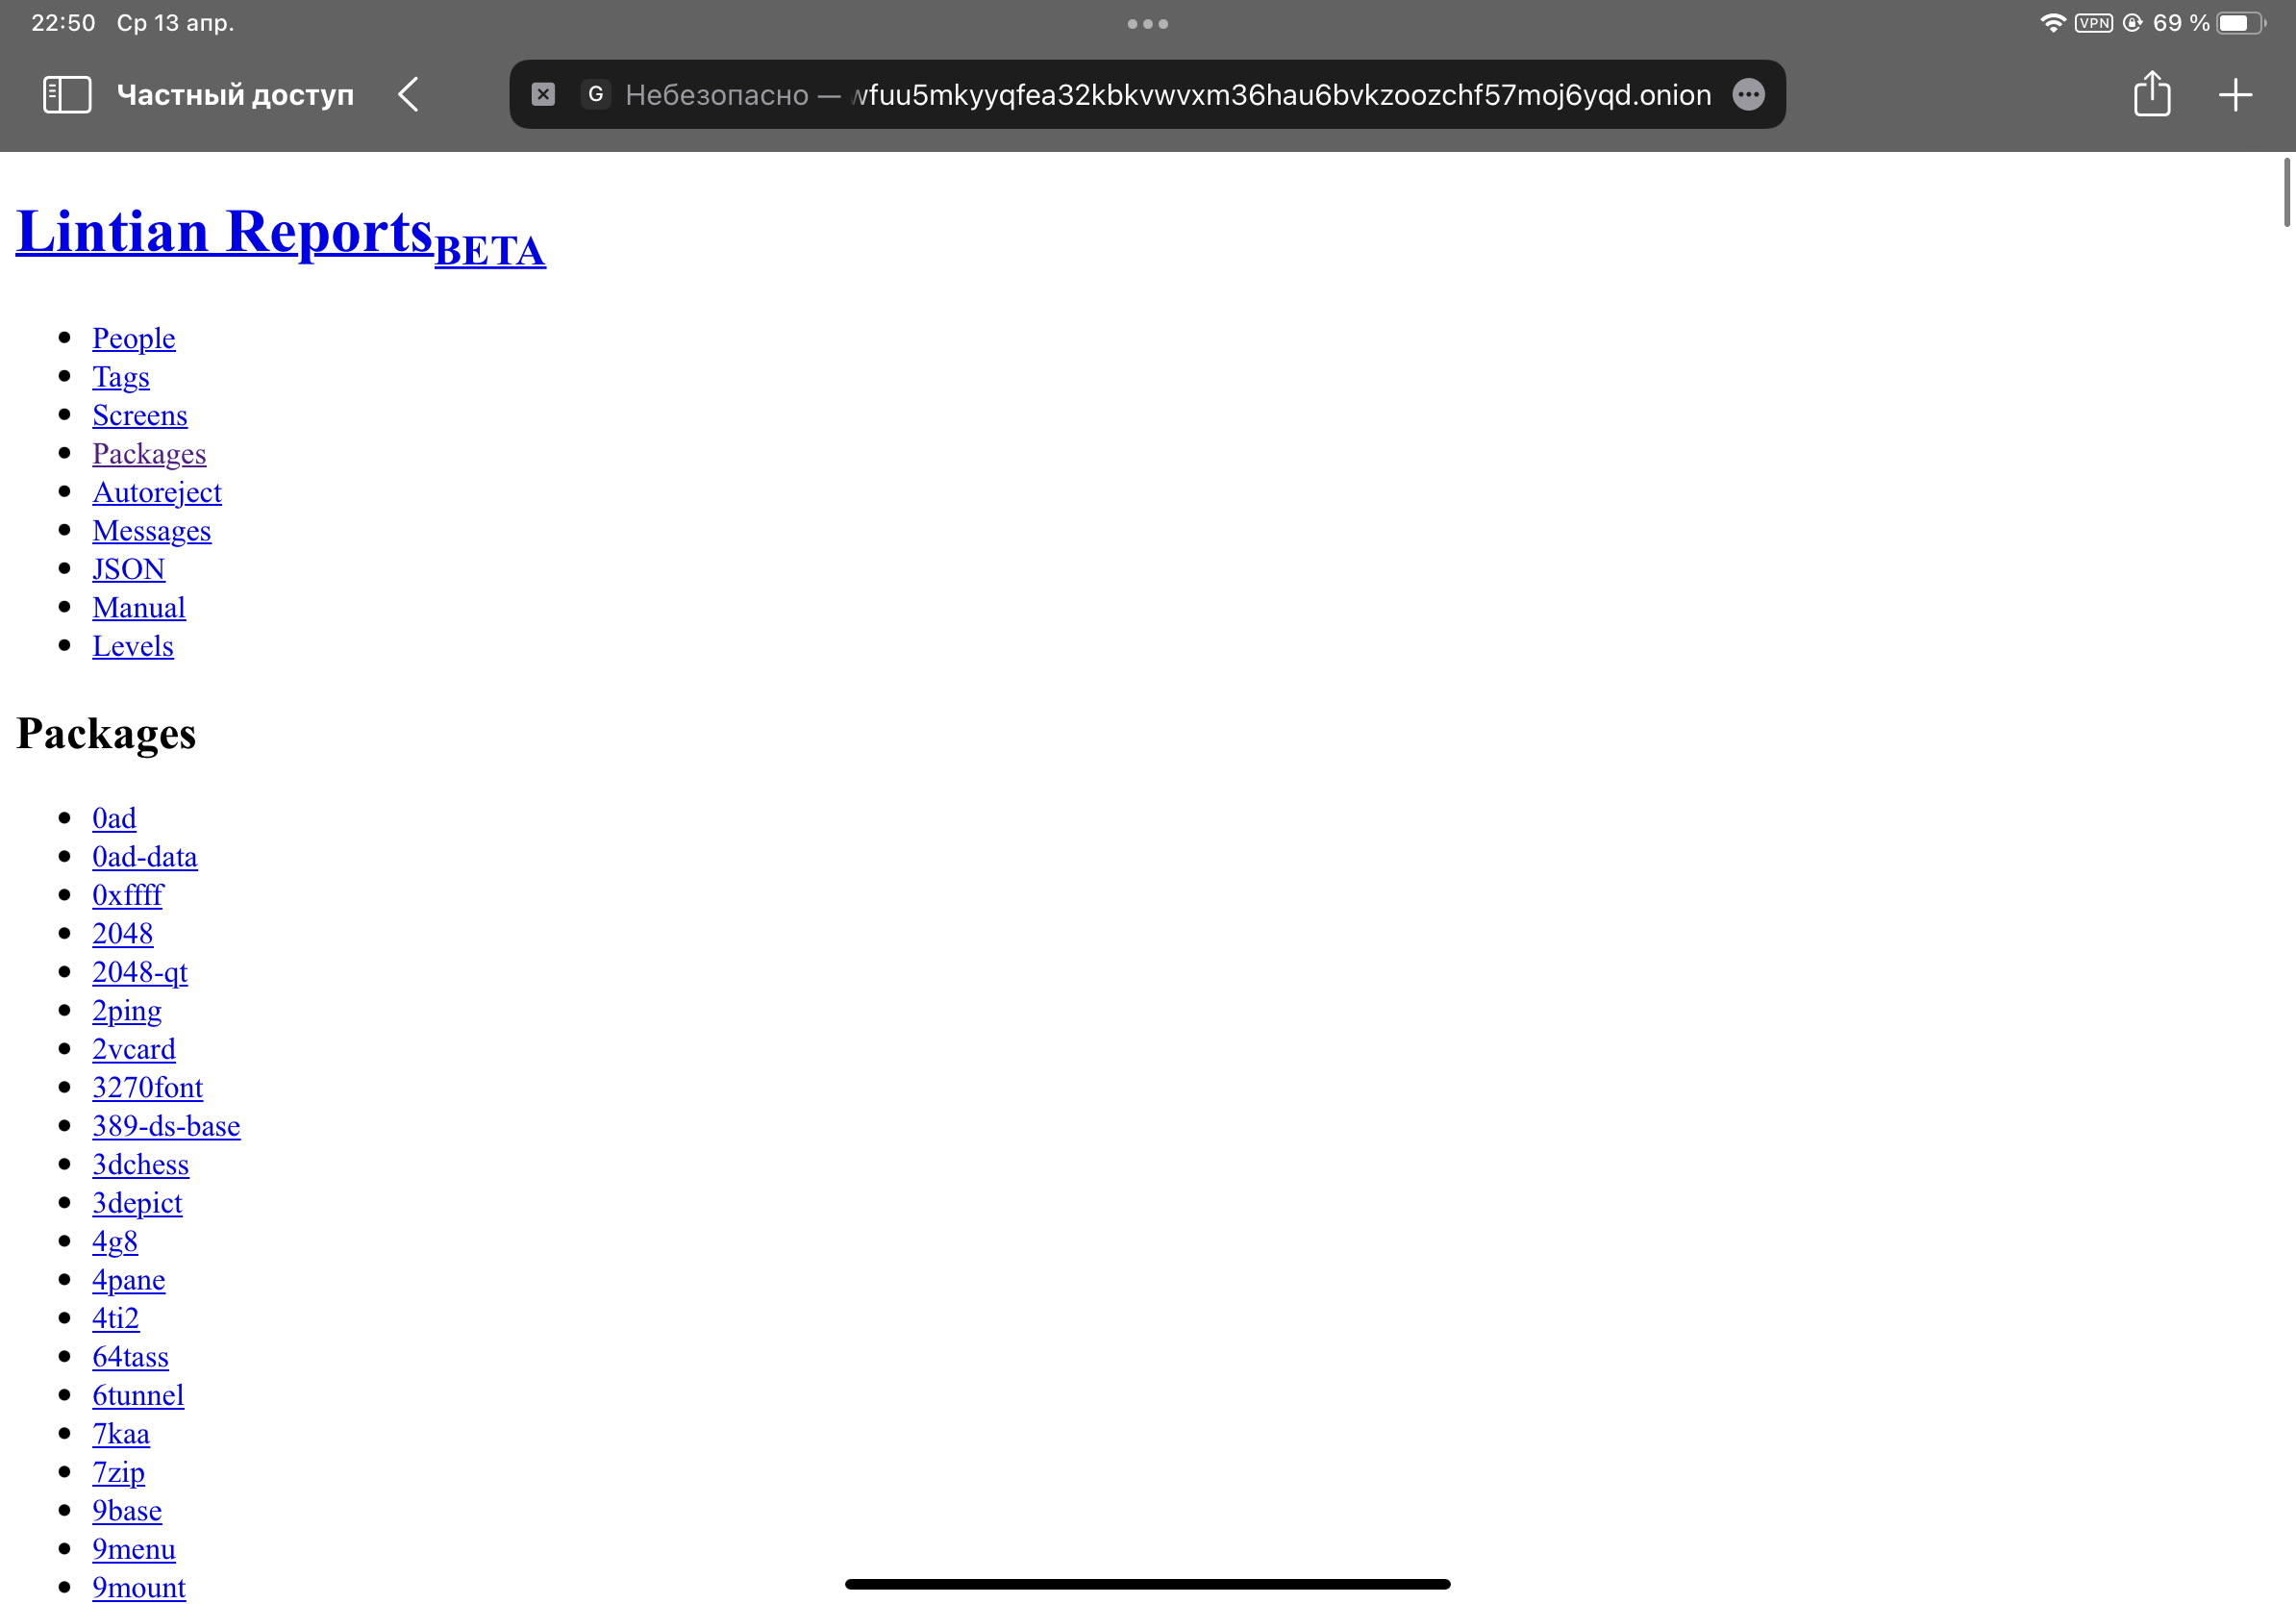 22:50 Ср 13 апр.
VPN 69 %
Частный доступ
G Небезопасно — wfuu5mkyyqfea32kbkvwvxm36hau6bvkzoozchf57moj6yqd.onion
Lintian ReportsBETA
People
Tags
Screens
Packages
Autoreject
Messages
JSON
Manual
Levels
Packages
0ad
0ad-data
0xffff
2048
2048-qt
2ping
2vcard
3270font
389-ds-base
3dchess
3depict
4g8
4pane
4ti2
64tass
6tunnel
7kaa
7zip
9base
9menu
9mount